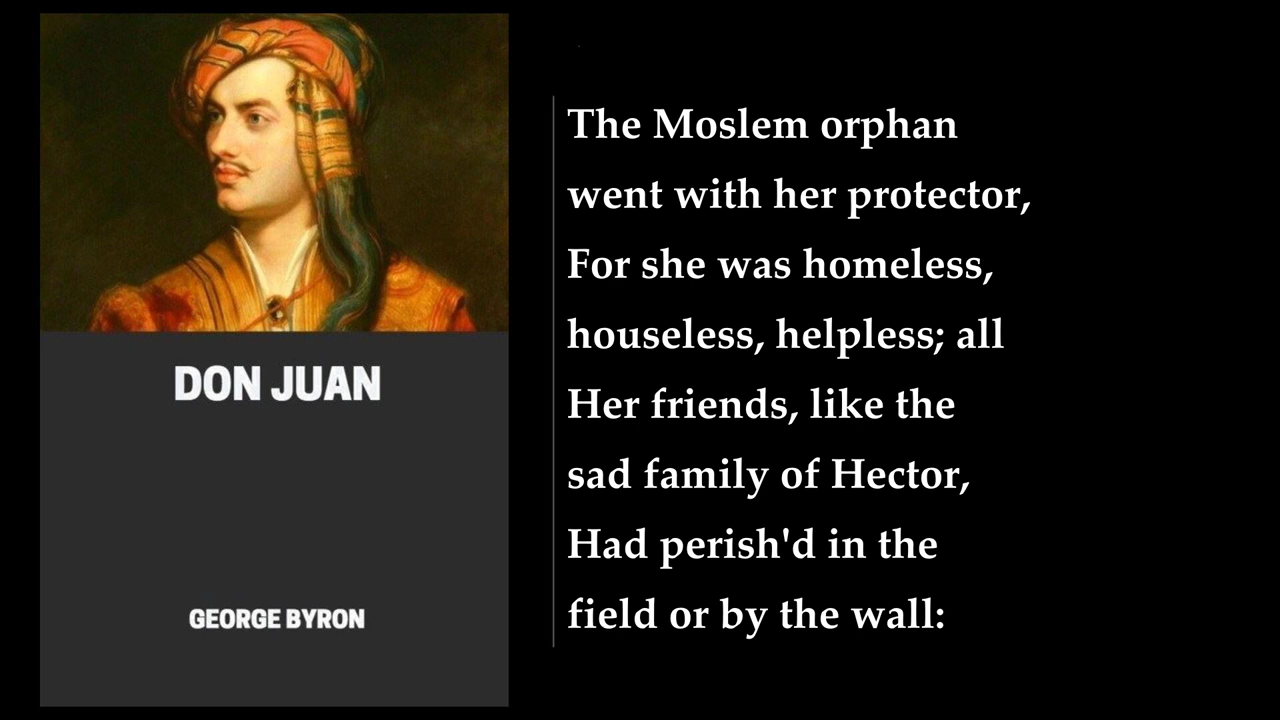 DON JUAN
GEORGE BYRON
The Moslem orphan
went with her protector,
For she was homeless,
houseless, helpless; all
Her friends, like the
sad family of Hector,
Had perish'd in the
field or by the wall: